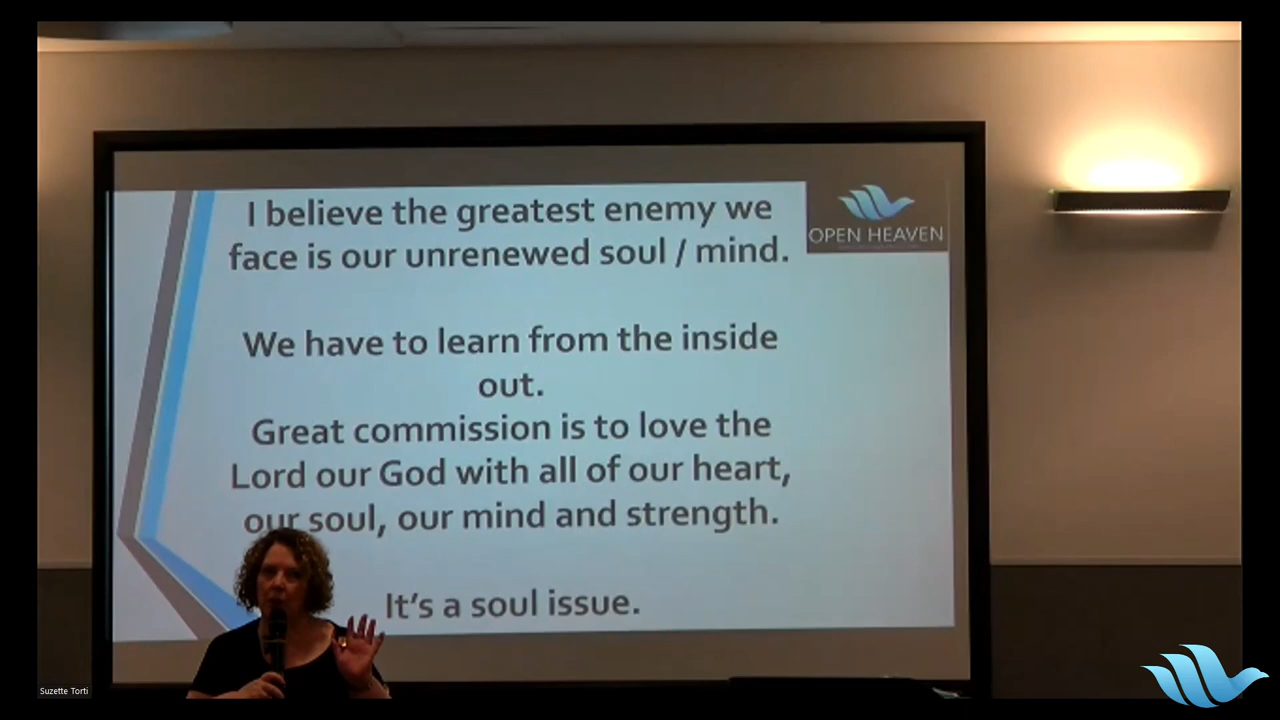 I believe the greatest enemy we
face is our unrenewed soul / mind.
OPEN HEAVEN
We have to learn from the inside
out.
Great commission is to love the
Lord our God with all of our heart,
our soul, our mind and strength.
It's a soul issue.
Suzette Torti